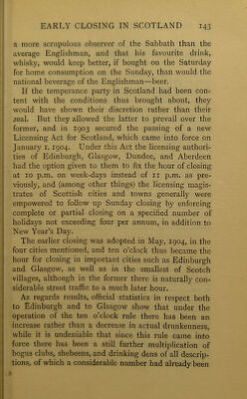 EARLY CLOSING IN SCOTLAND 143
a more scrupulous observer of the Sabbath than the
average Englishman, and that his favourite drink,
whisky, would keep better, if bought on the Saturday
for home consumption on the Sunday, than would the
national beverage of the Englishman—beer.
If the temperance party in Scotland had been con-
tent with the conditions thus brought about, they
would have shown their discretion rather than their
zeal. But they allowed the latter to prevail over the
former, and in 1903 secured the passing of a new
Licensing Act for Scotland, which came into force on
January 1, 1904. Under this Act the licensing authori-
ties of Edinburgh, Glasgow, Dundee, and Aberdeen
had the option given to them to fix the hour of closing
at 10 p.m. on week-days instead of 11 p.m. as pre-
viously, and (among other things) the licensing magis-
trates of Scottish cities and towns generally were
empowered to follow up Sunday closing by enforcing
complete or partial closing on a specified number of
holidays not exceeding four per annum, in addition to
New Year's Day.
The earlier closing was adopted in May, 1904, in the
four cities mentioned, and ten o'clock thus became the
hour for closing in important cities such as Edinburgh
and Glasgow, as well as in the smallest of Scotch
villages, although in the former there is naturally con-
siderable street traffic to a much later hour.
As regards results, official statistics in respect both
to Edinburgh and to Glasgow show that under the
operation of the ten o'clock rule there has been an
increase rather than a decrease in actual drunkenness,
while it is undeniable that since this rule came into
force there has been a still further multiplication of
bogus clubs, shebeens, and drinking dens of all descrip-
tions, of which a considerable number had already been